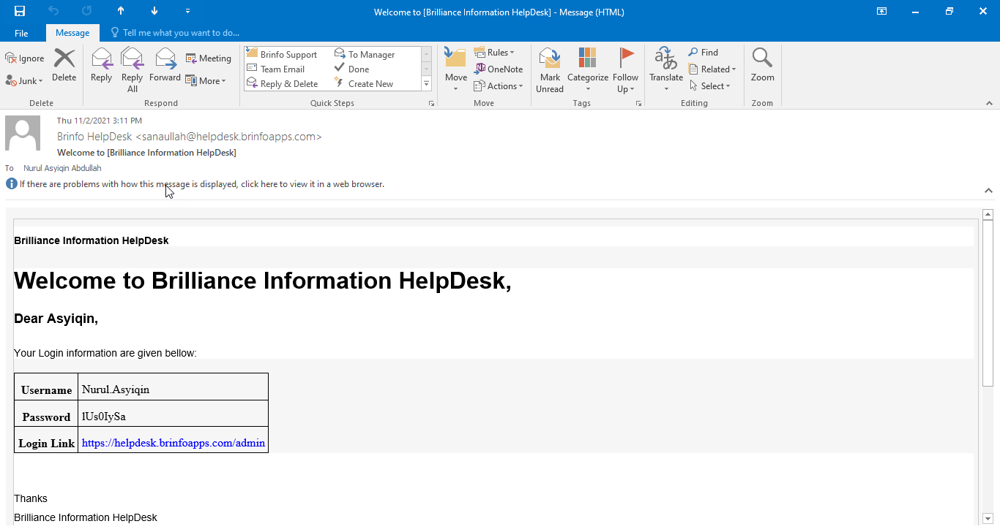 Welcome to [Brilliance Information HelpDesk] - Message (HTML)
File
Message
Tell me what you want to do...
Ignore
Junk
Delete
Delete
Reply
Reply All
Forward
Meeting
More
Respond
Brinfo Support
To Manager
Team Email
Done
Reply & Delete
Create New
Quick Steps
Move
Rules
OneNote
Actions
Move
Mark Unread
Categorize
Follow Up
Tags
Translate
Find
Related
Select
Editing
Zoom
Zoom
Thu 11/2/2021 3:11 PM
Brinfo HelpDesk <sanaullah@helpdesk.brinfoapps.com>
Welcome to [Brilliance Information HelpDesk]
To Nurul Asyiqin Abdullah
If there are problems with how this message is displayed, click here to view it in a web browser.
Brilliance Information HelpDesk
Welcome to Brilliance Information HelpDesk,
Dear Asyiqin,
Your Login information are given bellow:
Username Nurul.Asyiqin
Password lUs0IySa
Login Link https://helpdesk.brinfoapps.com/admin
Thanks
Brilliance Information HelpDesk